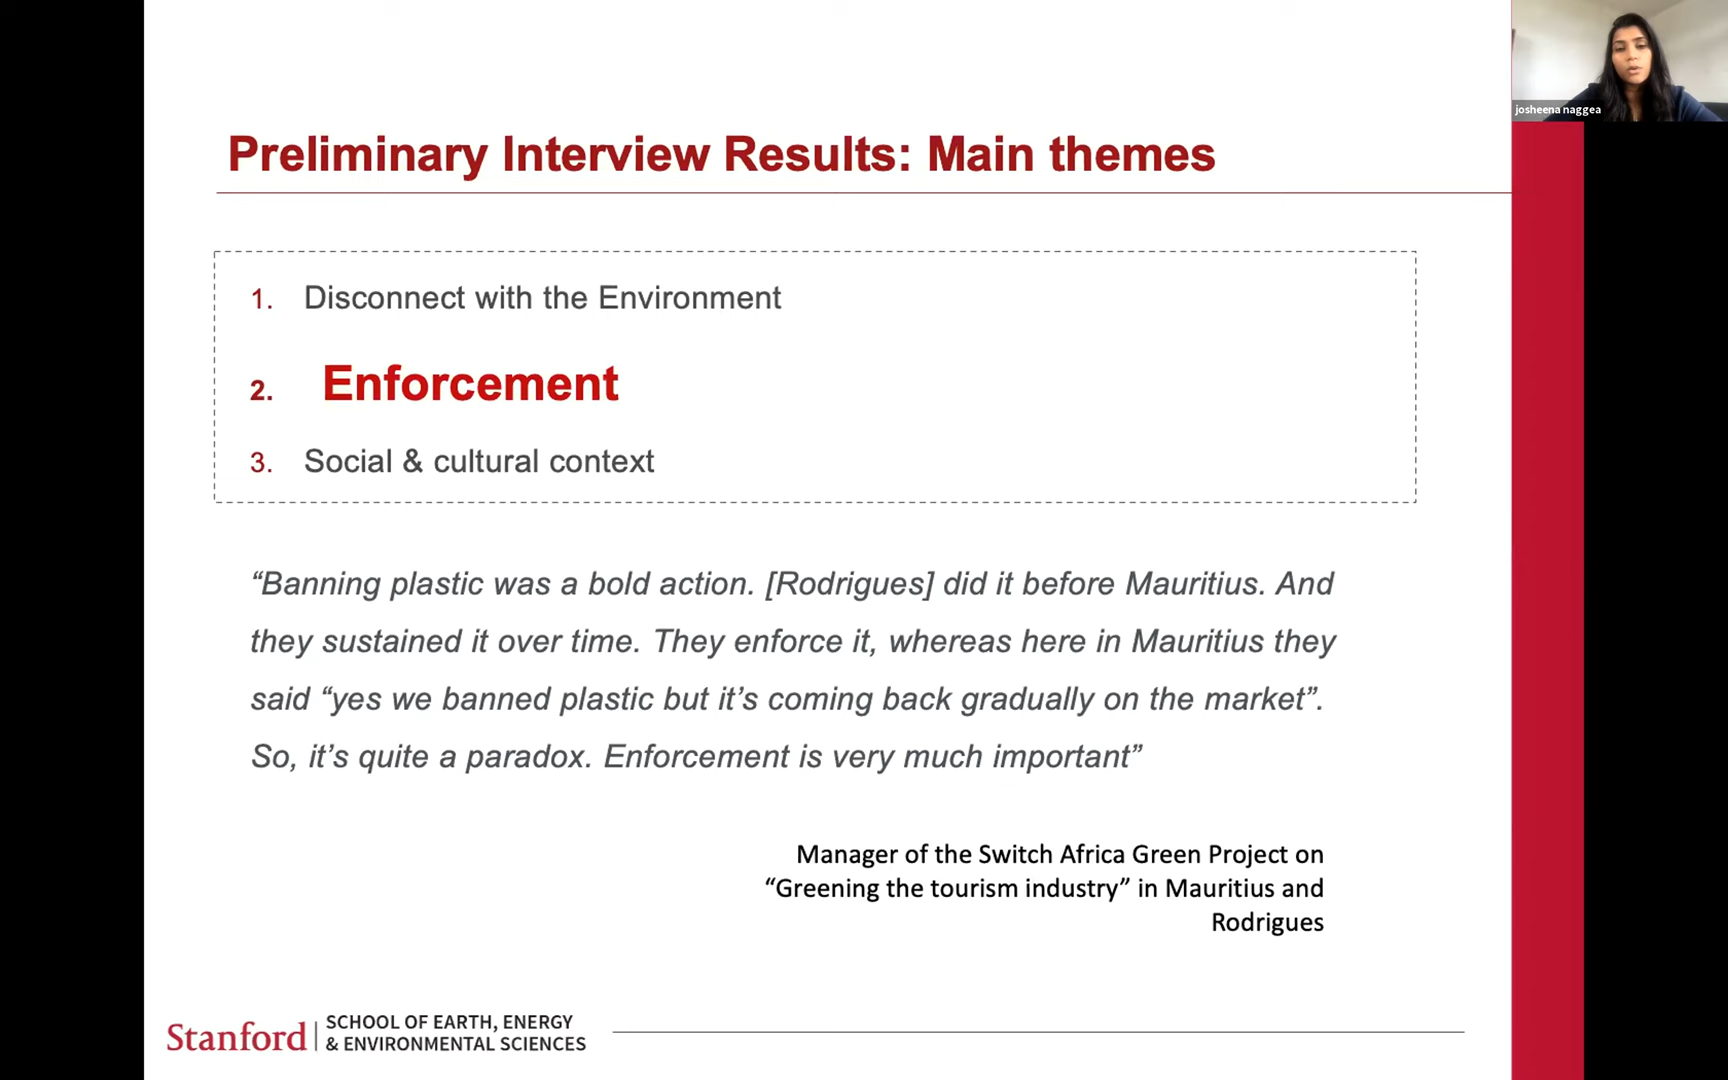 josheena naggea
Preliminary Interview Results: Main themes
1. Disconnect with the Environment
2. Enforcement
3. Social & cultural context
“Banning plastic was a bold action. [Rodrigues] did it before Mauritius. And
they sustained it over time. They enforce it, whereas here in Mauritius they
said “yes we banned plastic but it’s coming back gradually on the market”.
So, it’s quite a paradox. Enforcement is very much important”
Manager of the Switch Africa Green Project on
“Greening the tourism industry” in Mauritius and
Rodrigues
Stanford
SCHOOL OF EARTH, ENERGY
& ENVIRONMENTAL SCIENCES